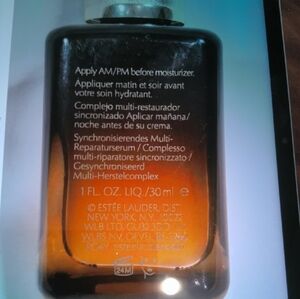 Apply AM/PM before moisturizer.
Appliquer matin et soir avant
votre soin hydratant.
Complejo multi-restaurador
sincronizado Aplicar mañana/
noche antes de su crema.
Synchronisierendes Multi-
Reparaturserum / Complesso
multi-riparatore sincronizzato /
Gesynchroniseerd
Multi-Herstelcomplex
1 FL. OZ. LIQ./30 ml ℮
© ESTÉE LAUDER, DIST.
NEW YORK, N.Y.
24M